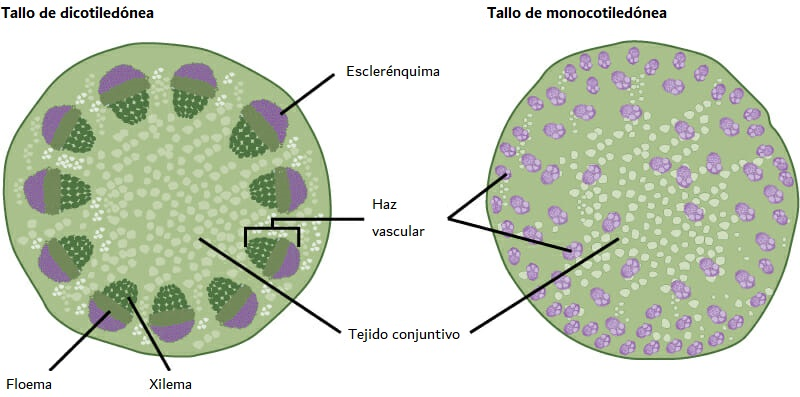 Tallo de dicotiledónea
Tallo de monocotiledónea
Esclerénquima
Haz
vascular
Tejido conjuntivo
Floema
Xilema